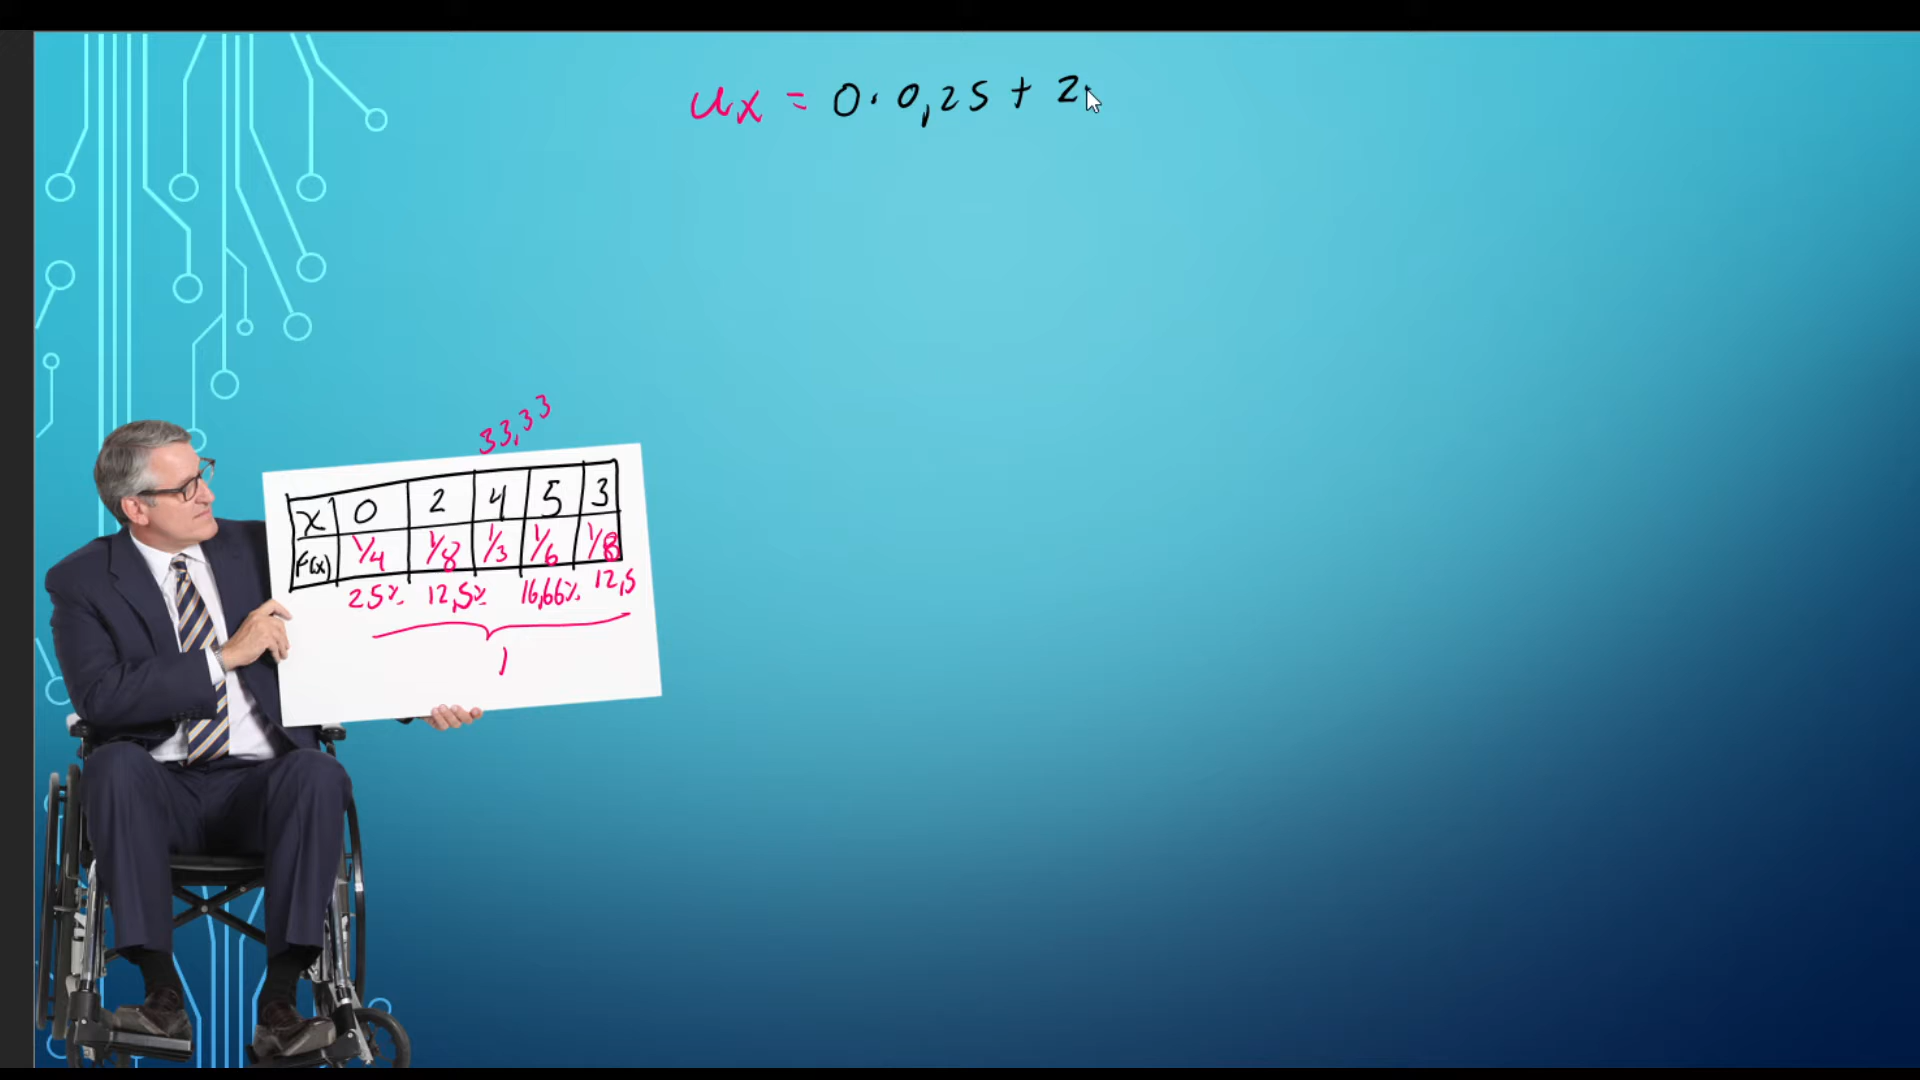 ux = 0·0,25 + 2·
33,33
x 0 2 4 5 3
F(x) 1/4 1/8 1/3 1/6 1/8
25% 12,5% 16,66% 12,5
1